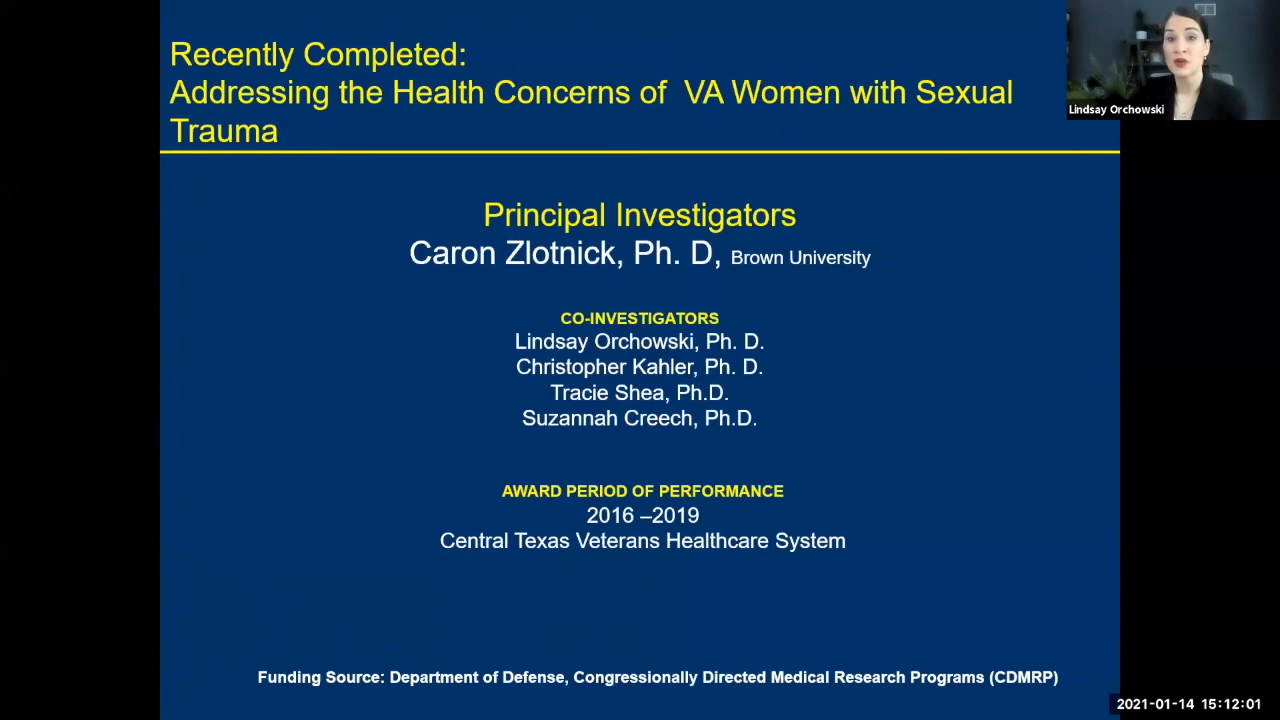 Recently Completed:
Addressing the Health Concerns of VA Women with Sexual
Trauma
Lindsay Orchowski
Principal Investigators
Caron Zlotnick, Ph. D, Brown University
CO-INVESTIGATORS
Lindsay Orchowski, Ph. D.
Christopher Kahler, Ph. D.
Tracie Shea, Ph.D.
Suzannah Creech, Ph.D.
AWARD PERIOD OF PERFORMANCE
2016 –2019
Central Texas Veterans Healthcare System
Funding Source: Department of Defense, Congressionally Directed Medical Research Programs (CDMRP)
2021-01-14 15:12:01